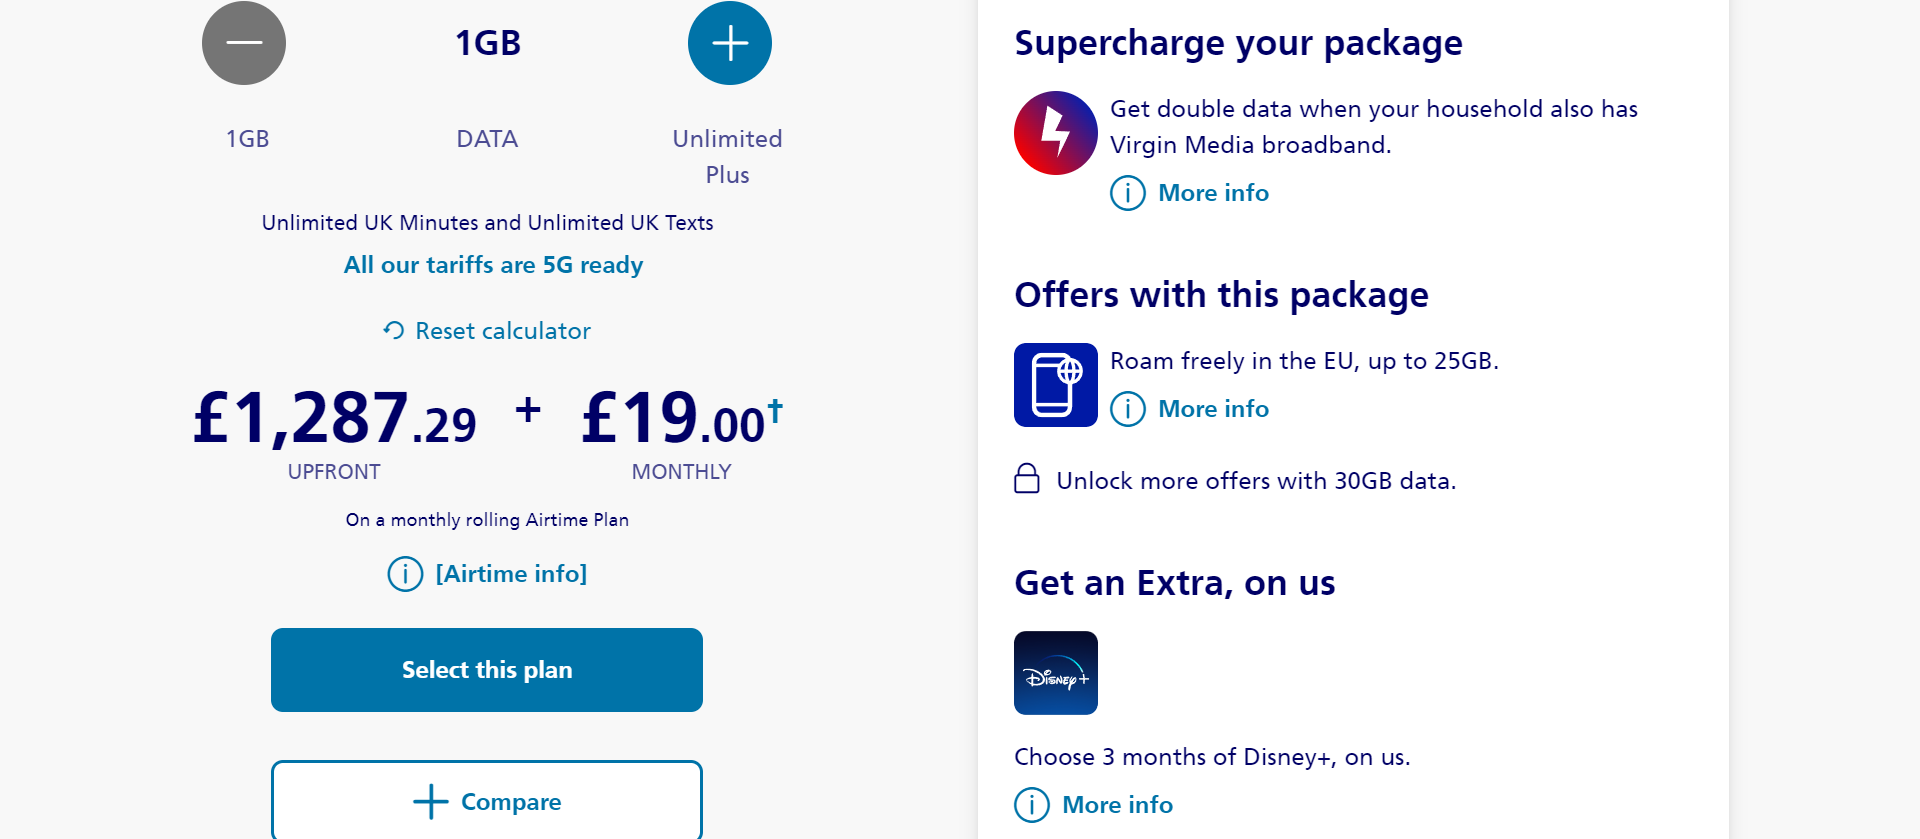 1GB
1GB
DATA
Unlimited
Plus
Unlimited UK Minutes and Unlimited UK Texts
All our tariffs are 5G ready
Reset calculator
£1,287.29 + £19.00†
UPFRONT
MONTHLY
On a monthly rolling Airtime Plan
[Airtime info]
Select this plan
Compare
Supercharge your package
Get double data when your household also has
Virgin Media broadband.
More info
Offers with this package
Roam freely in the EU, up to 25GB.
More info
Unlock more offers with 30GB data.
Get an Extra, on us
Disney+
Choose 3 months of Disney+, on us.
More info